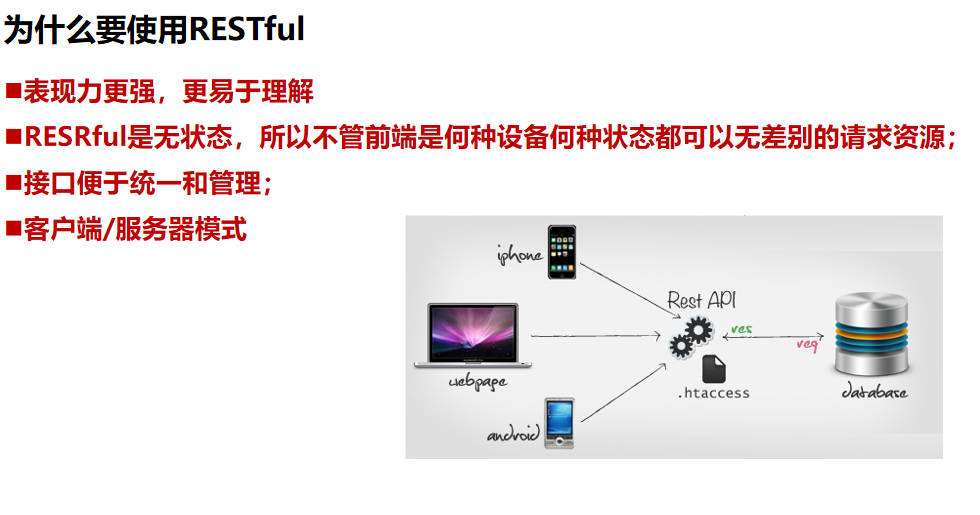 为什么要使用RESTful
■表现力更强，更易于理解
■RESRful是无状态，所以不管前端是何种设备何种状态都可以无差别的请求资源；
■接口便于统一和管理；
■客户端/服务器模式
iphone
Rest API
res
req
webpage
.htaccess
database
android